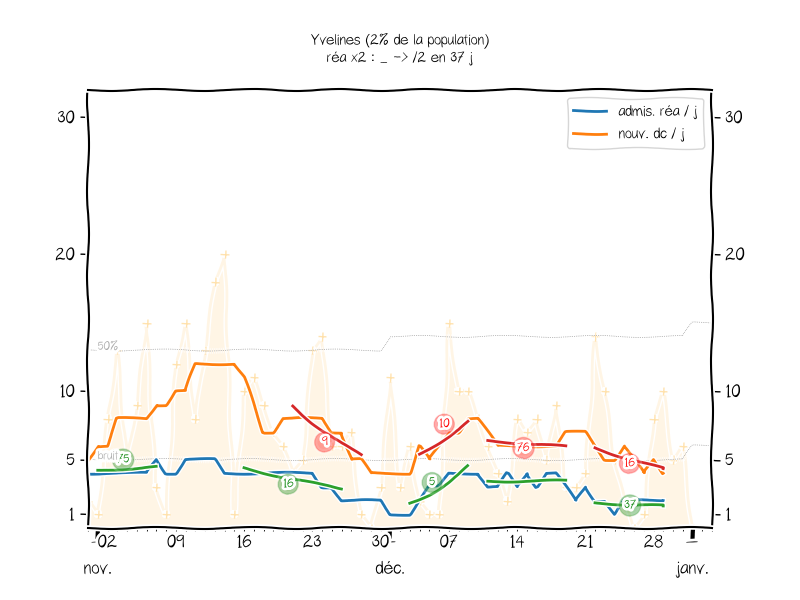 Yvelines (2% de la population)
réa x2 : _ -> /2 en 37 j
admis. réa / j
nouv. dc / j
30
30
20
20
50%
10
10
10
9
76
16
bruit
75
16
5
37
5
5
1
1
02 09 16 23 30 07 14 21 28
nov. déc. janv.